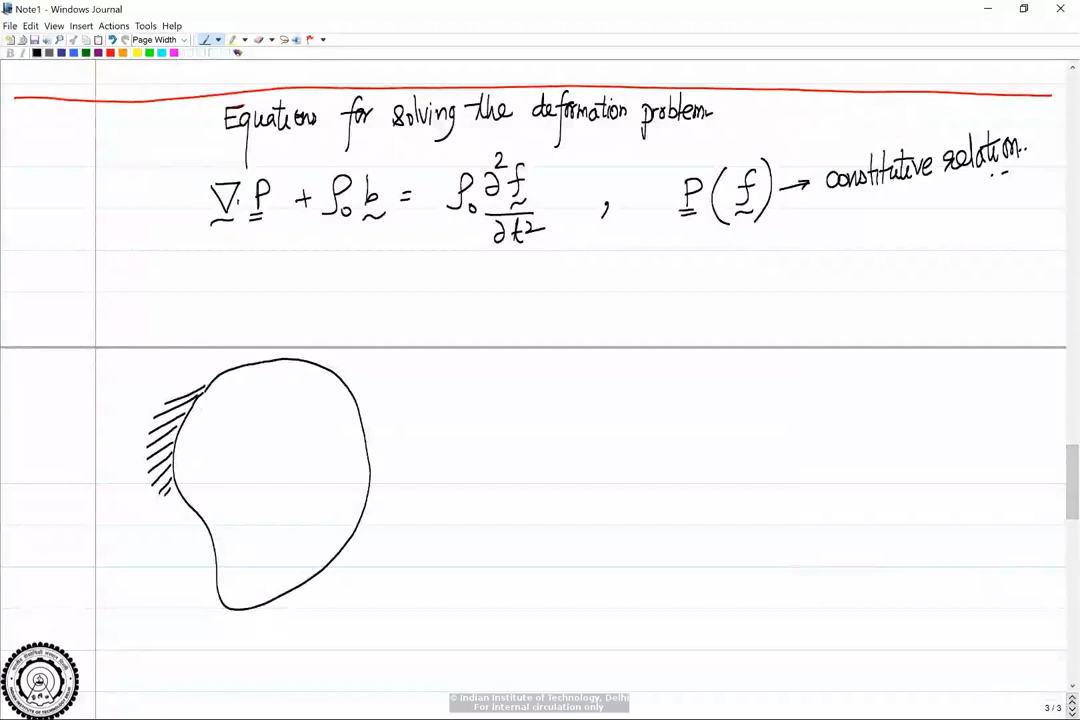 Note1 - Windows Journal
File Edit View Insert Actions Tools Help
Page Width
B I
Equations for solving the deformation problem
∇·P + ρ₀ b = ρ₀ ∂²f/∂t² , P(f) → constitutive relation..
© Indian Institute of Technology, Delhi
For internal circulation only
3 / 3